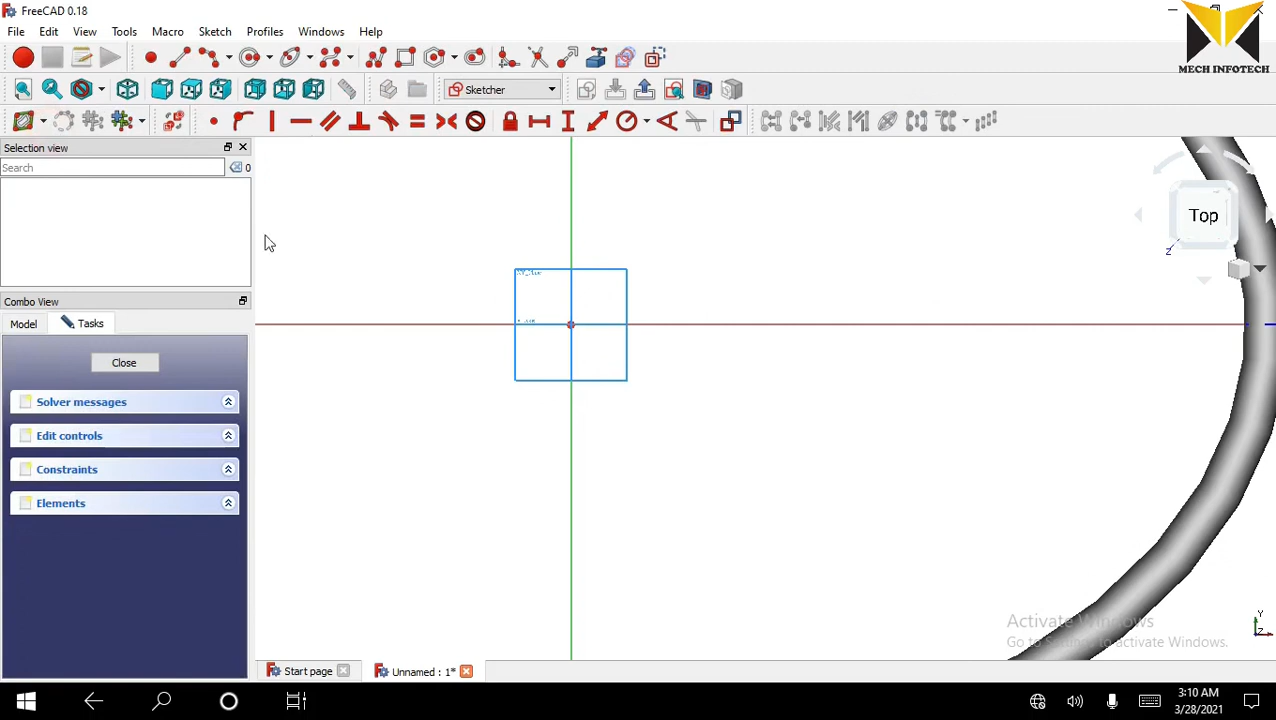 FreeCAD 0.18
MECH INFOTECH
File Edit View Tools Macro Sketch Profiles Windows Help
Sketcher
Selection view
Search
0
Combo View
Model Tasks
Close
Solver messages
Edit controls
Constraints
Elements
Top
Z
Y
Z
Activate Windows
Go to Settings to activate Windows.
Start page
Unnamed : 1*
3:10 AM
3/28/2021